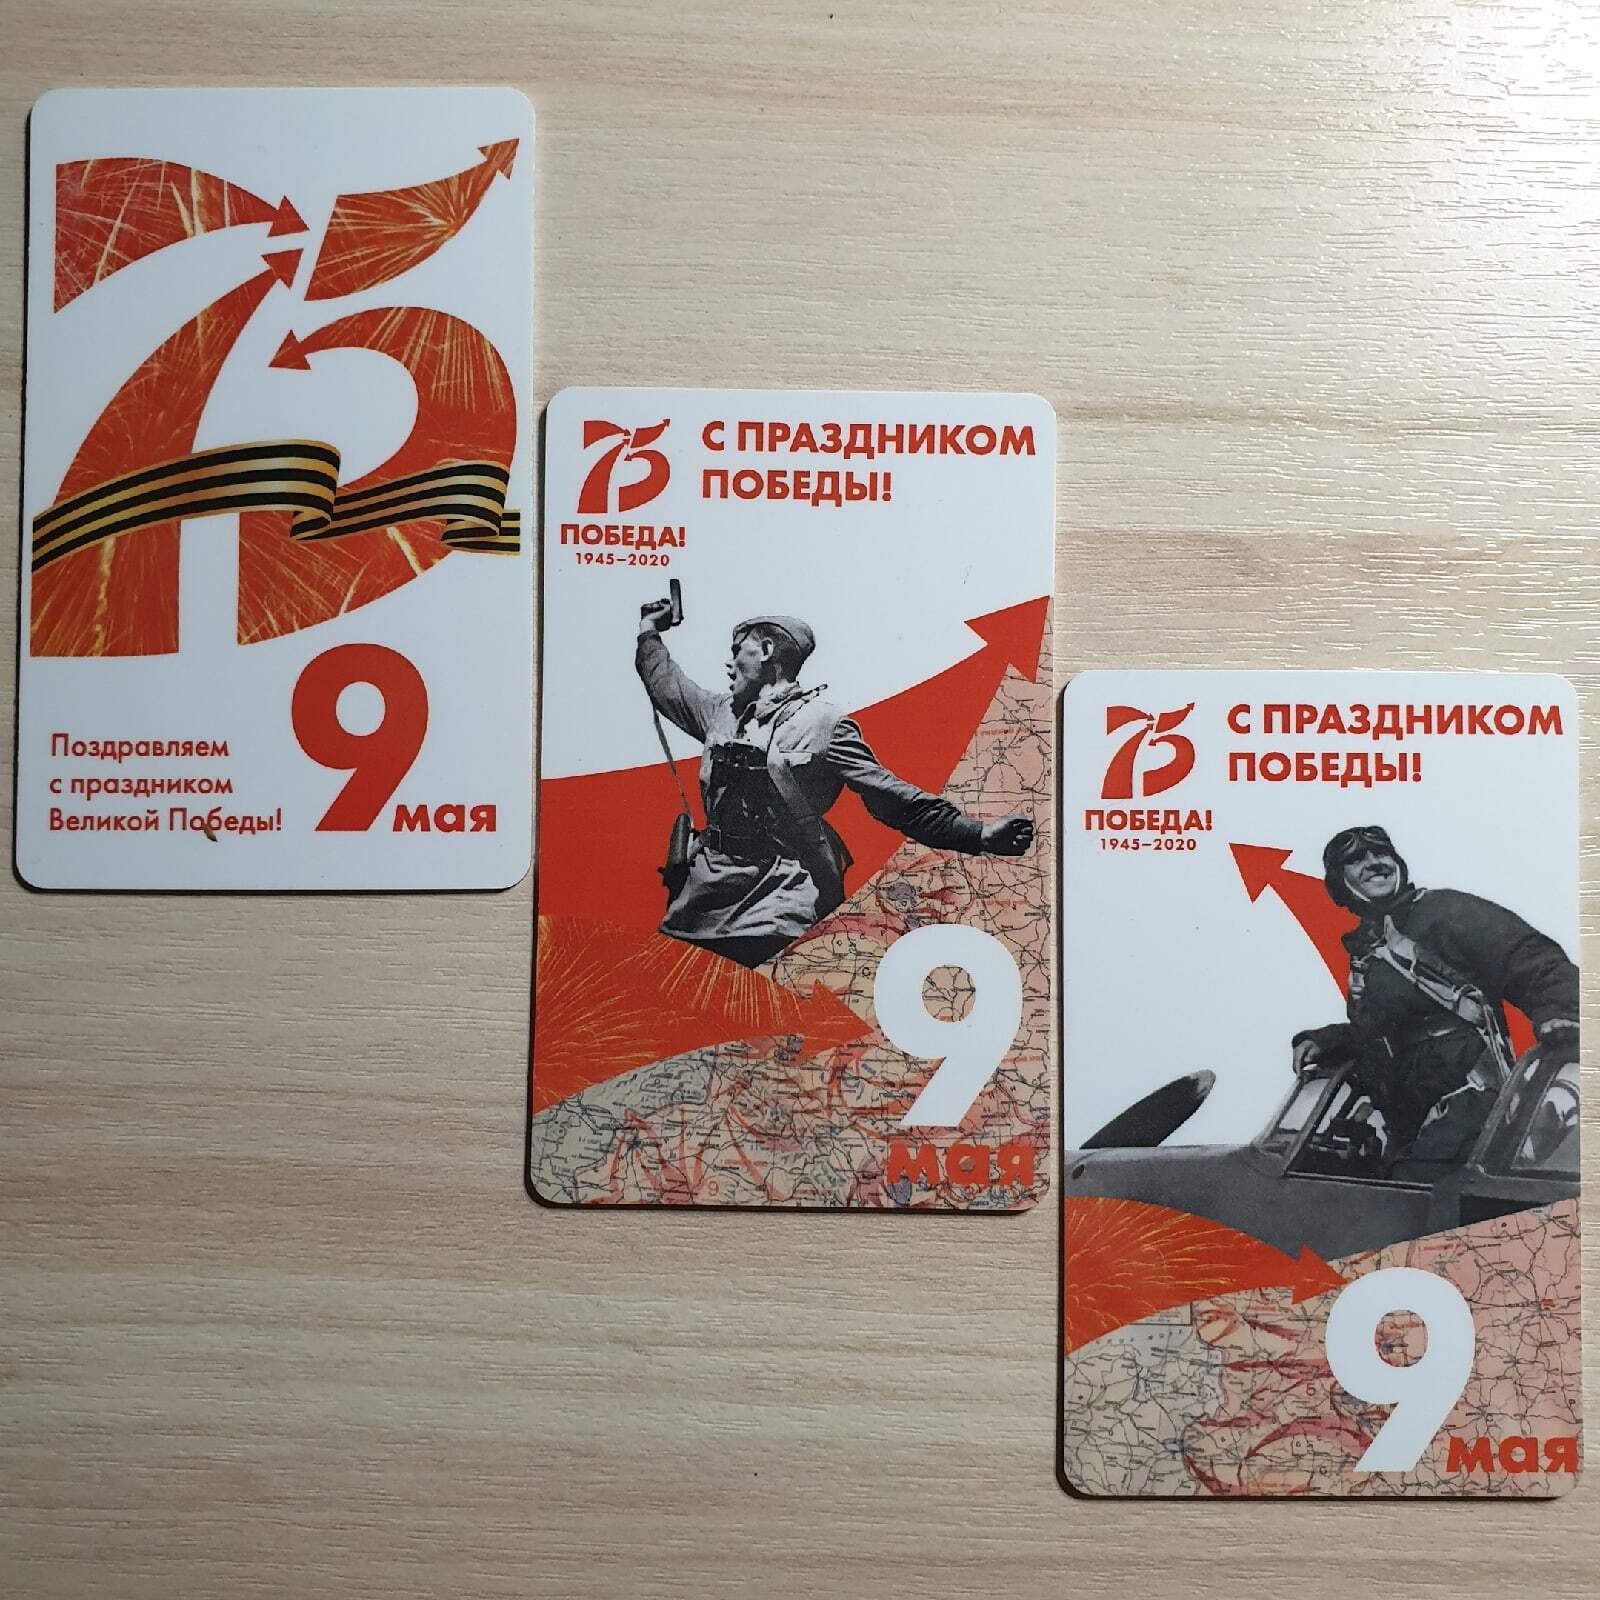 75
Поздравляем
с праздником
Великой Победы!
9 мая
75
ПОБЕДА!
1945–2020
С ПРАЗДНИКОМ
ПОБЕДЫ!
9
мая
75
ПОБЕДА!
1945–2020
С ПРАЗДНИКОМ
ПОБЕДЫ!
9 мая